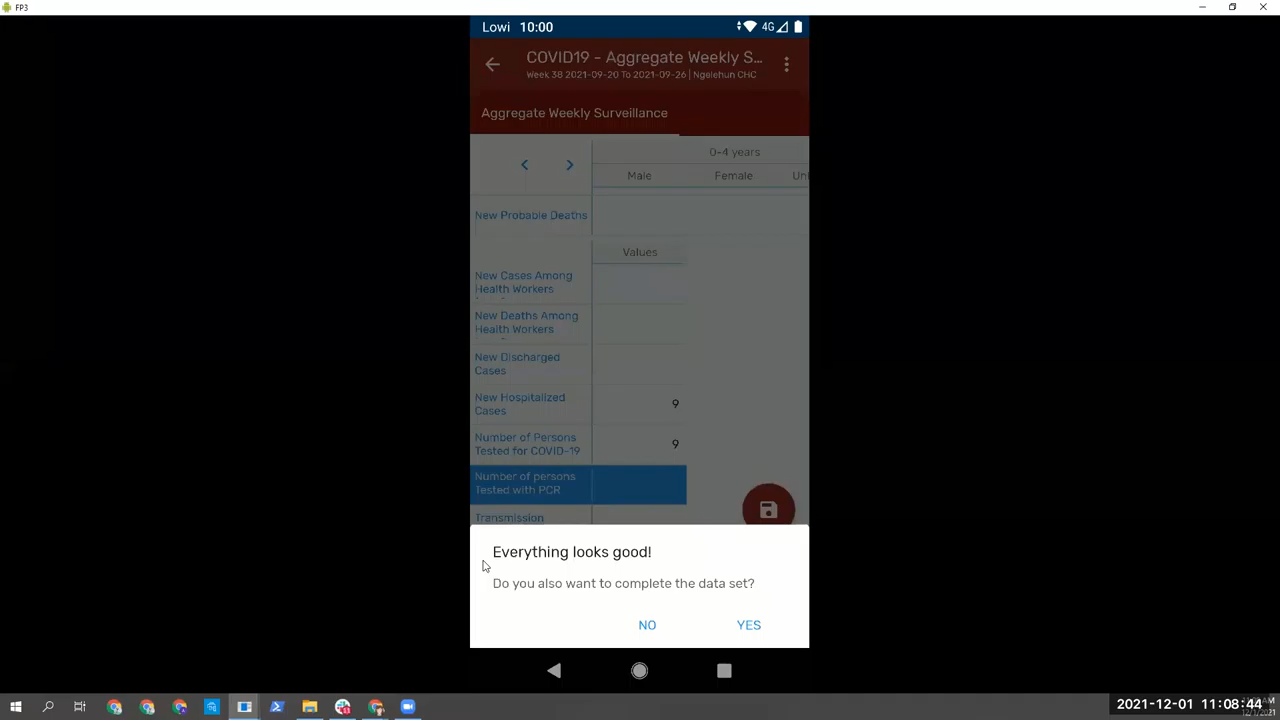 FP3
Lowi 10:00
4G
COVID19 - Aggregate Weekly S...
Week 38 2021-09-20 To 2021-09-26 | Ngelehun CHC
Aggregate Weekly Surveillance
0-4 years
Male Female
New Probable Deaths
Values
New Cases Among
Health Workers
New Deaths Among
Health Workers
New Discharged
Cases
New Hospitalized
Cases
9
Number of Persons
Tested for COVID-19
9
Number of persons
Tested with PCR
Transmission
Everything looks good!
Do you also want to complete the data set?
NO YES
2021-12-01 11:08:44